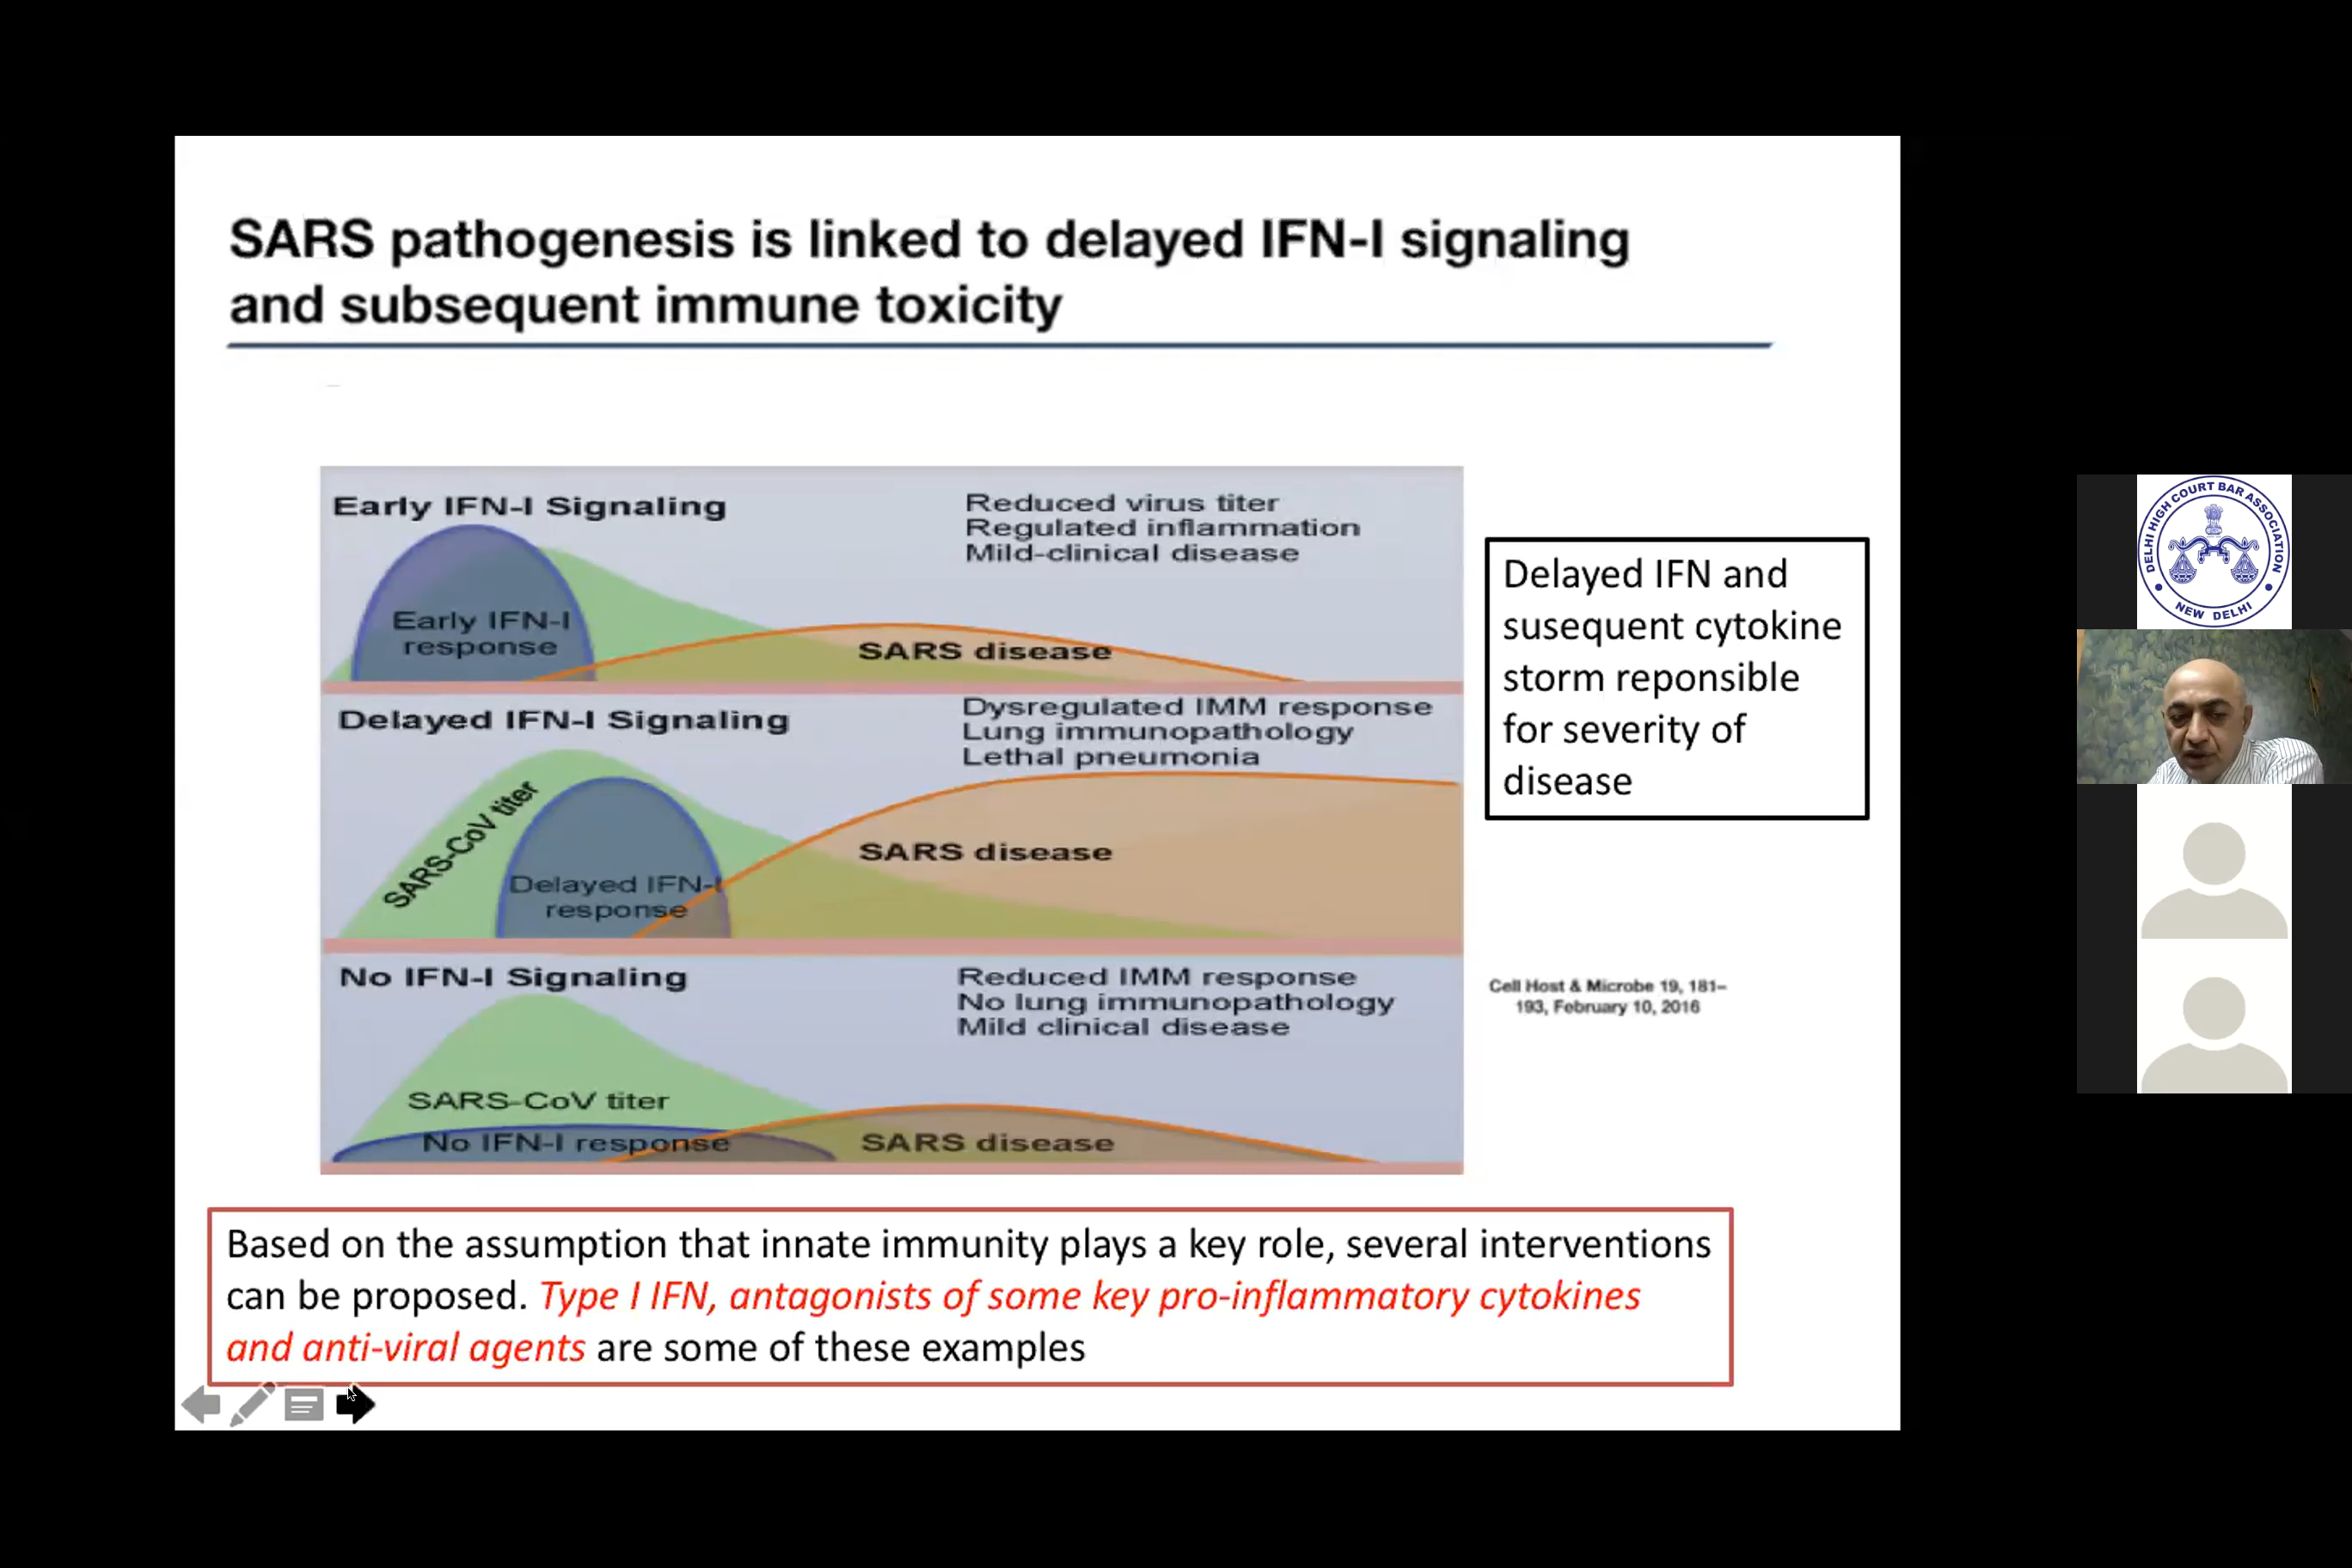 SARS pathogenesis is linked to delayed IFN-I signaling
and subsequent immune toxicity
Early IFN-I Signaling
Reduced virus titer
Regulated inflammation
Mild-clinical disease
Early IFN-I
response
SARS disease
Delayed IFN-I Signaling
Dysregulated IMM response
Lung immunopathology
Lethal pneumonia
SARS-CoV titer
Delayed IFN-I
response
SARS disease
No IFN-I Signaling
Reduced IMM response
No lung immunopathology
Mild clinical disease
SARS-CoV titer
No IFN-I response
SARS disease
Delayed IFN and
susequent cytokine
storm reponsible
for severity of
disease
Cell Host & Microbe 19, 181–
193, February 10, 2016
Based on the assumption that innate immunity plays a key role, several interventions
can be proposed. Type I IFN, antagonists of some key pro-inflammatory cytokines
and anti-viral agents are some of these examples
DELHI HIGH COURT BAR ASSOCIATION
NEW DELHI